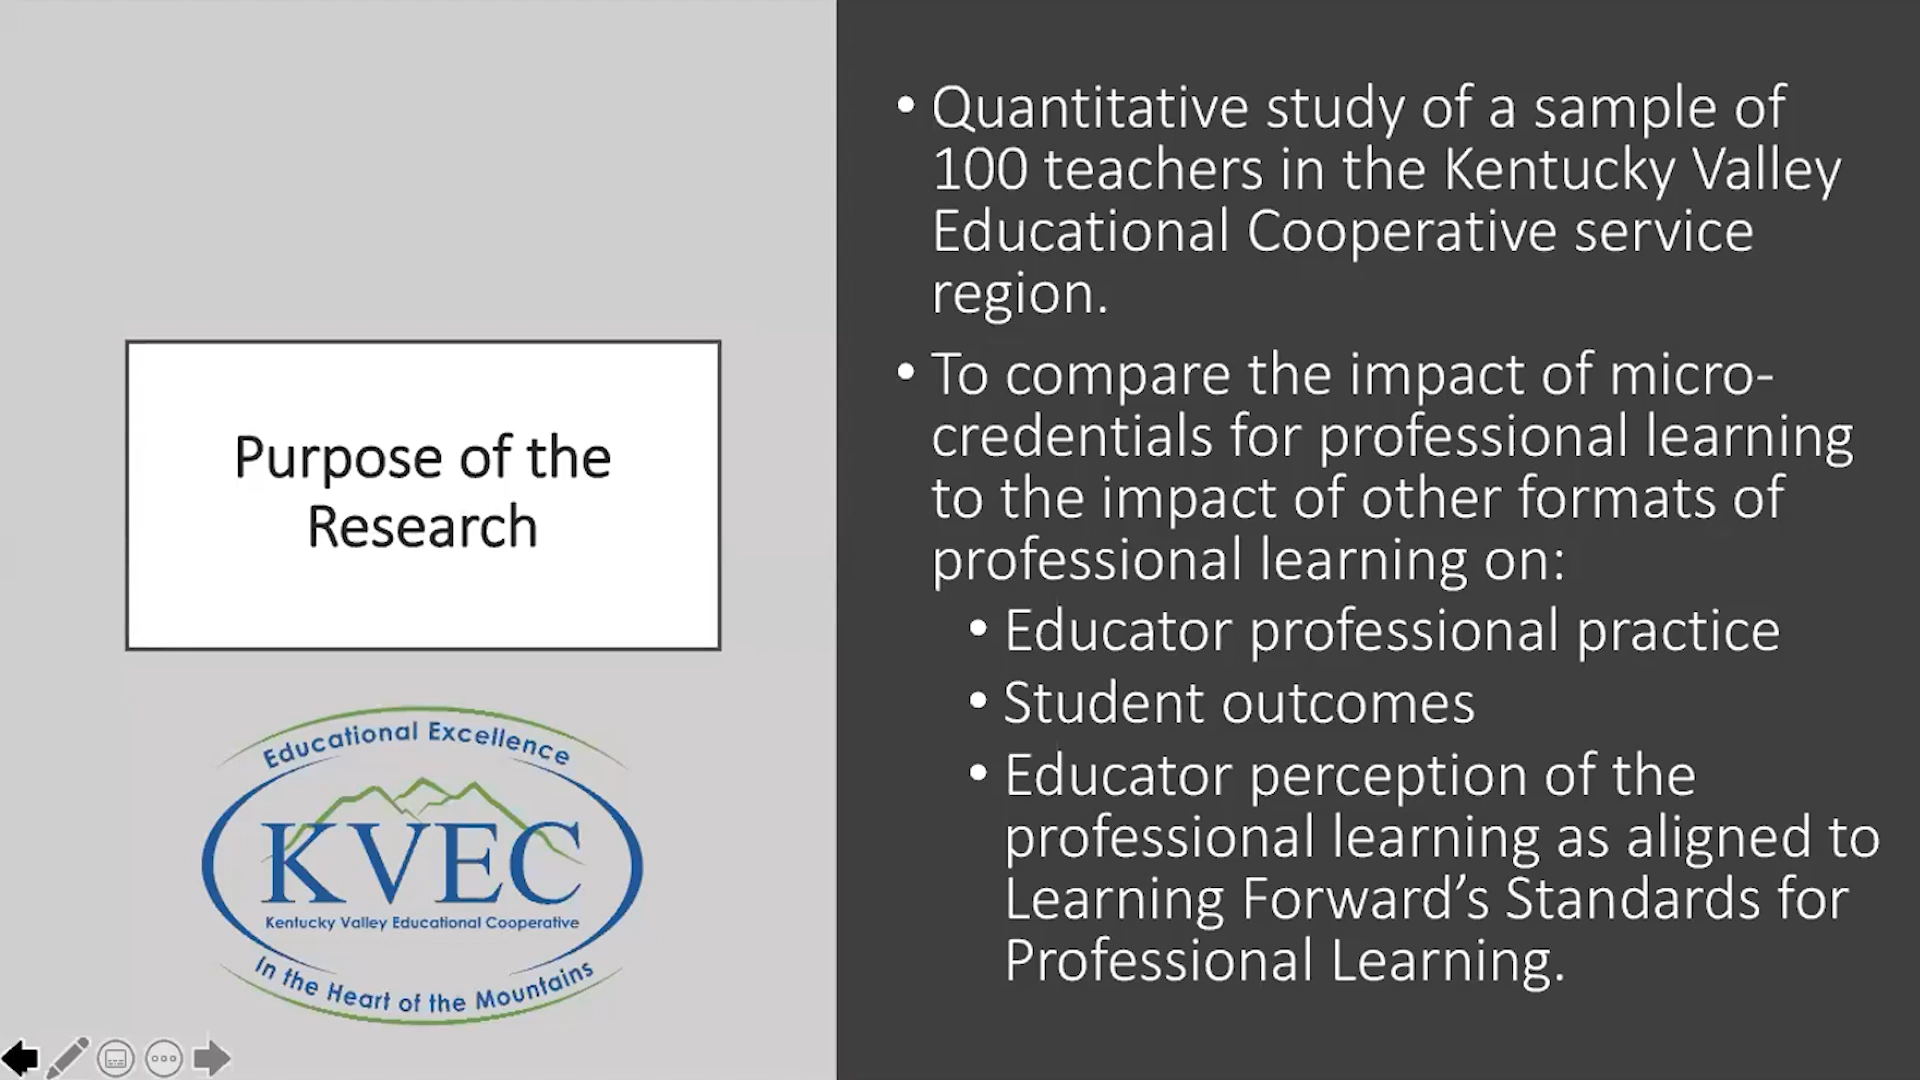 Purpose of the
Research
Educational Excellence
KVEC
Kentucky Valley Educational Cooperative
In the Heart of the Mountains
• Quantitative study of a sample of
100 teachers in the Kentucky Valley
Educational Cooperative service
region.
• To compare the impact of micro-
credentials for professional learning
to the impact of other formats of
professional learning on:
• Educator professional practice
• Student outcomes
• Educator perception of the
professional learning as aligned to
Learning Forward’s Standards for
Professional Learning.